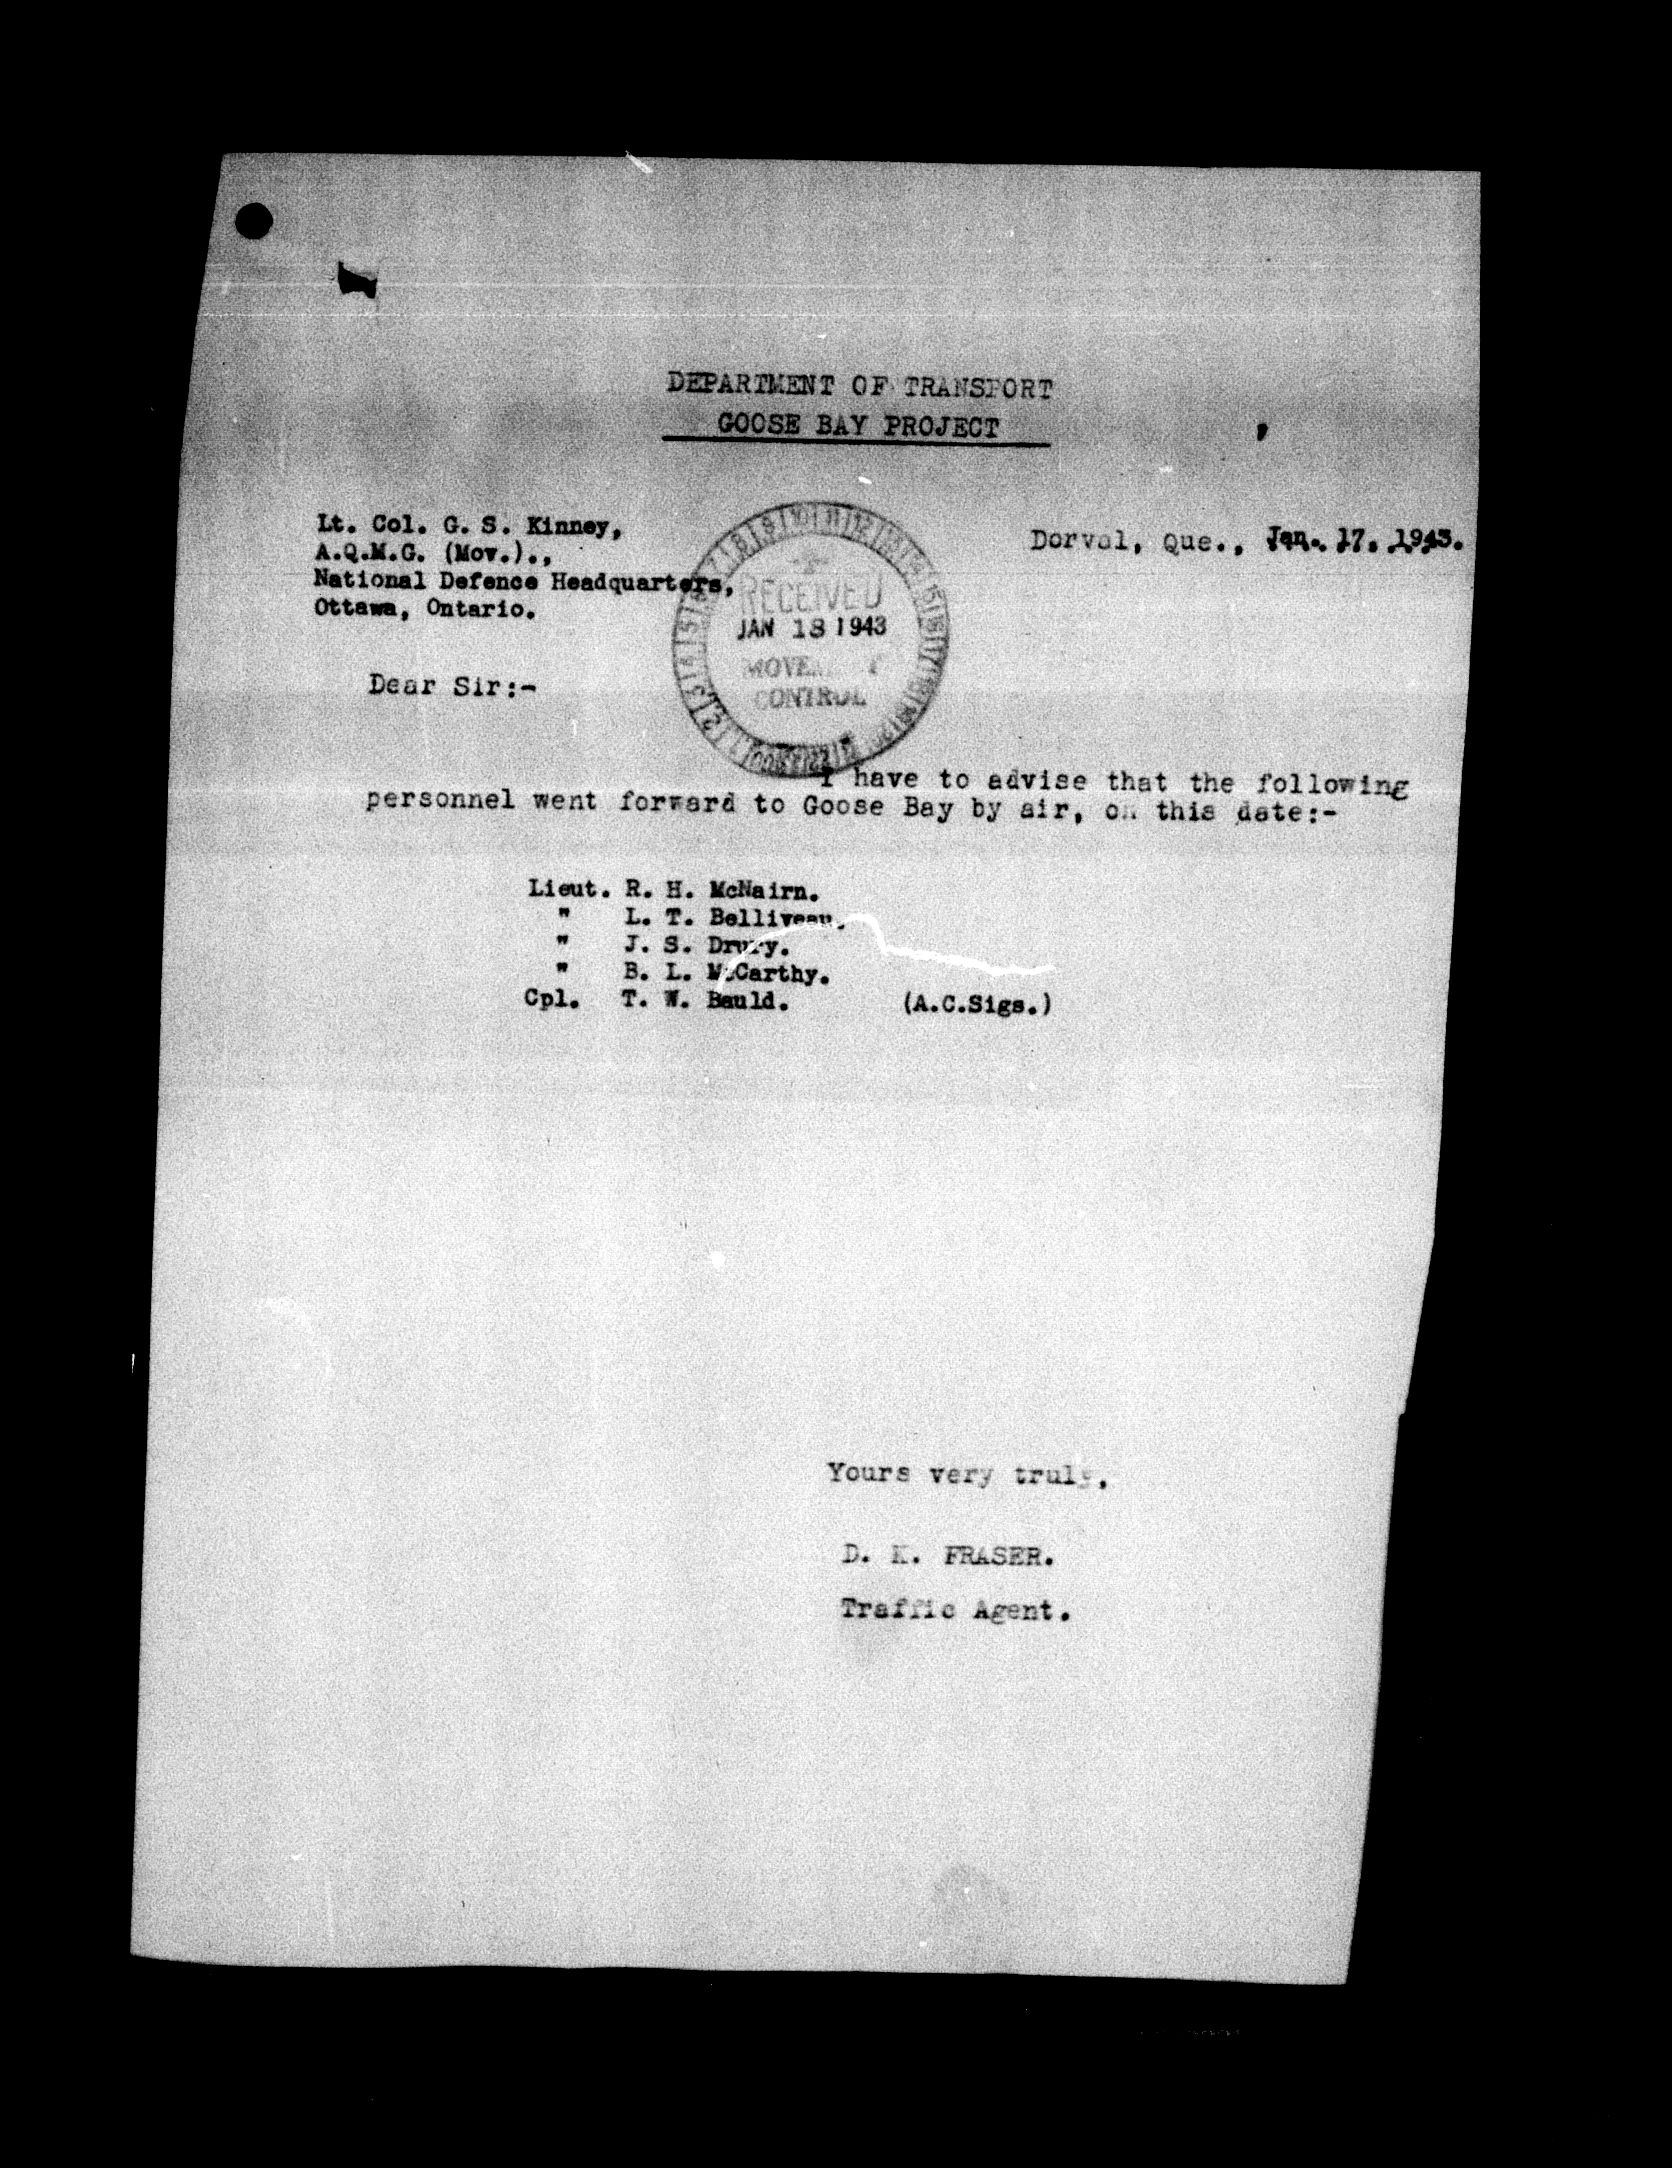 DEPARTMENT OF TRANSPORT
GOOSE BAY PROJECT
Lt. Col. G. S. Kinney,
A.Q.M.G. (Mov.).,
National Defence Headquarters,
Ottawa, Ontario.
Dorval, Que., Jan. 17. 1943.
RECEIVED
JAN 18 1943
MOVEMENT
CONTROL
Dear Sir:-
I have to advise that the following
personnel went forward to Goose Bay by air, on this date:-
Lieut. R. H. McNairn.
" L. T. Belliveau.
" J. S. Drury.
" B. L. McCarthy.
Cpl. T. W. Bauld. (A.C.Sigs.)
Yours very truly,
D. K. FRASER.
Traffic Agent.